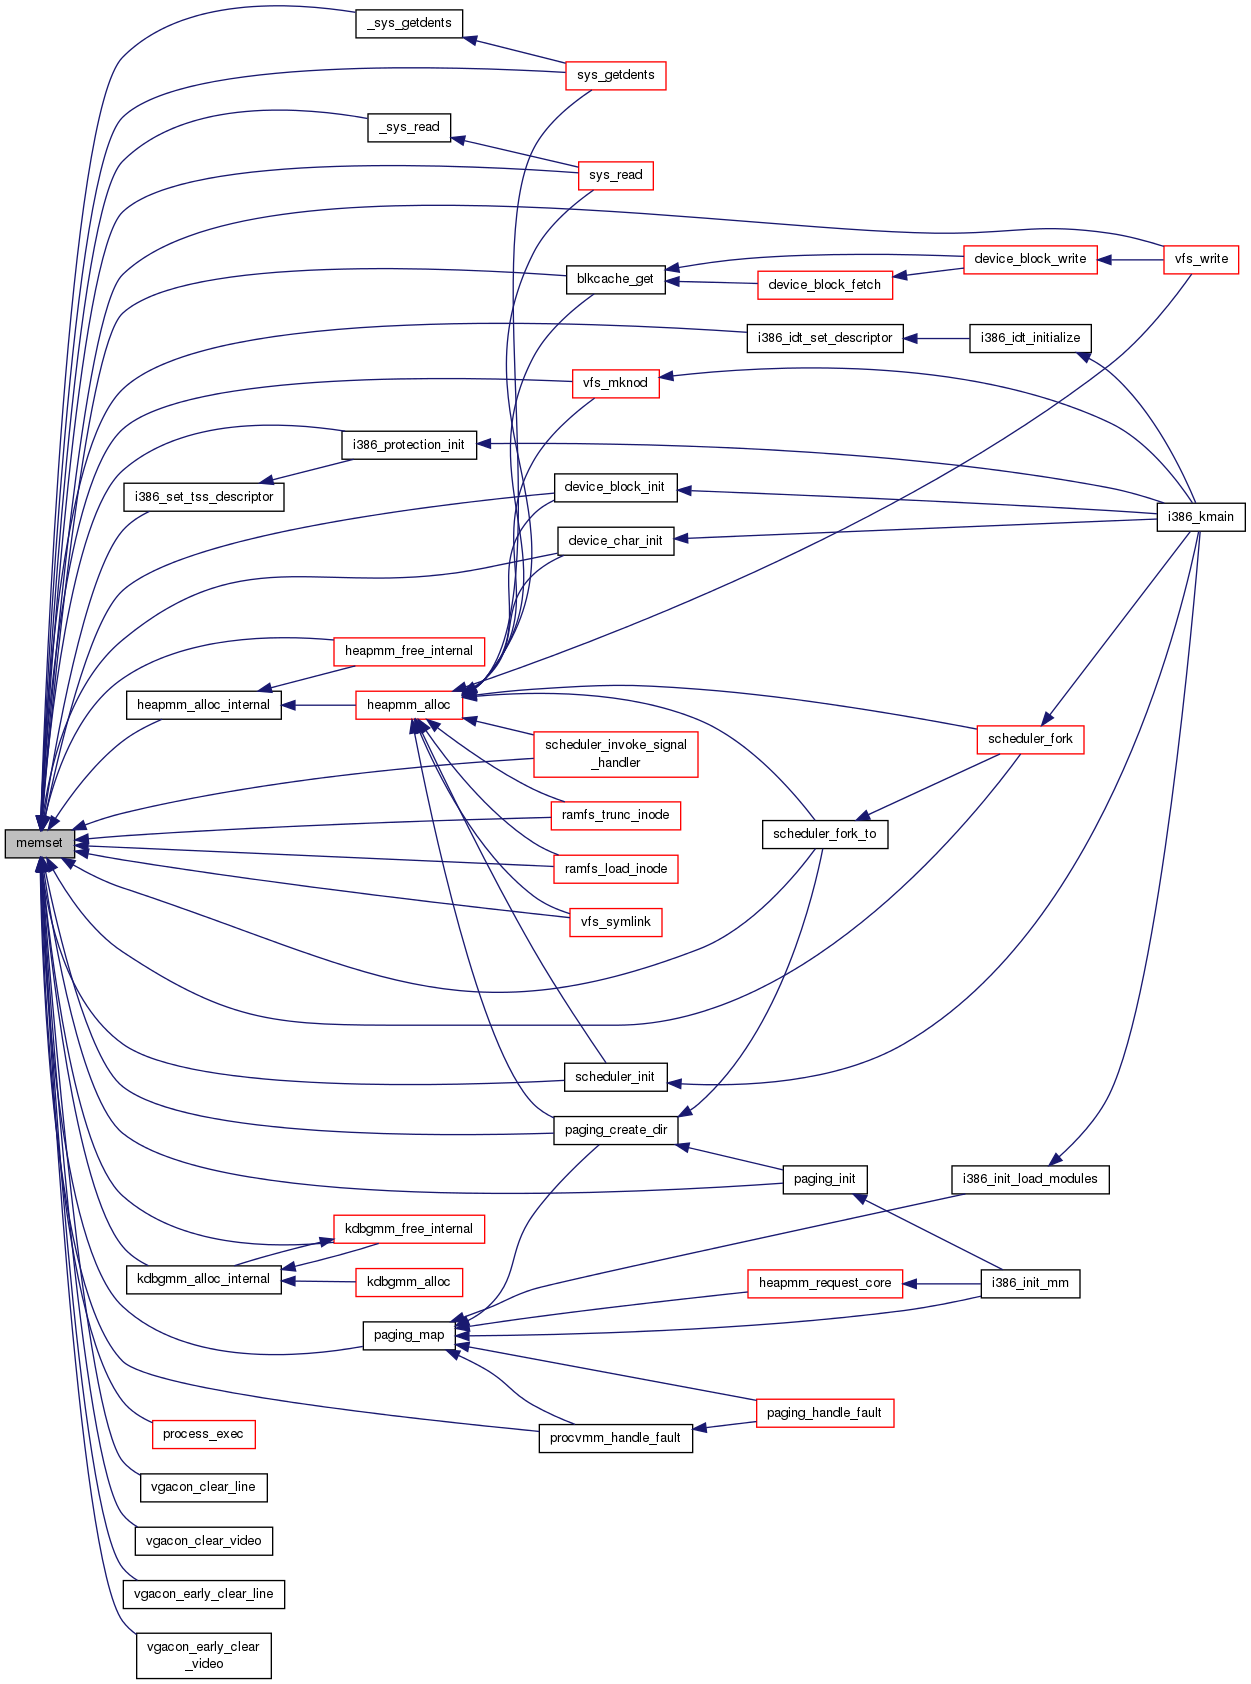 _sys_getdents
sys_getdents
_sys_read
sys_read
vfs_write
device_block_write
blkcache_get
device_block_fetch
i386_idt_set_descriptor
i386_idt_initialize
vfs_mknod
i386_protection_init
i386_set_tss_descriptor
device_block_init
i386_kmain
device_char_init
heapmm_free_internal
heapmm_alloc_internal
heapmm_alloc
scheduler_fork
scheduler_invoke_signal
_handler
ramfs_trunc_inode
scheduler_fork_to
memset
ramfs_load_inode
vfs_symlink
scheduler_init
paging_create_dir
paging_init
i386_init_load_modules
kdbgmm_free_internal
kdbgmm_alloc_internal
kdbgmm_alloc
heapmm_request_core
i386_init_mm
paging_map
paging_handle_fault
process_exec
procvmm_handle_fault
vgacon_clear_line
vgacon_clear_video
vgacon_early_clear_line
vgacon_early_clear
_video